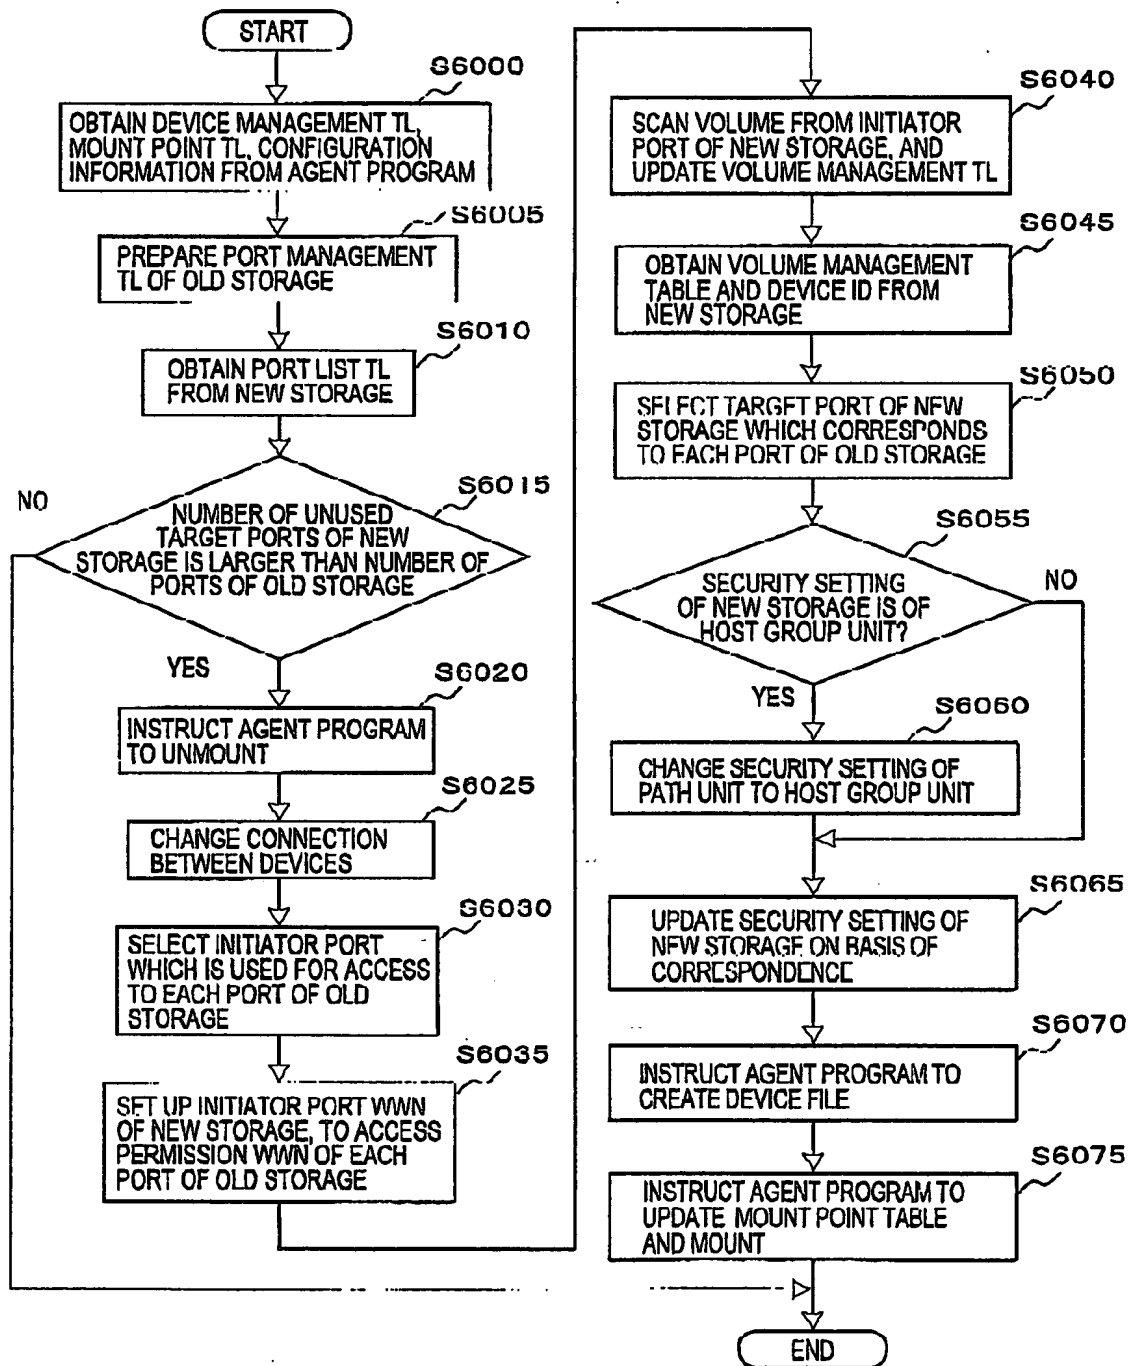 START
S6000
OBTAIN DEVICE MANAGEMENT TL,
MOUNT POINT TL, CONFIGURATION
INFORMATION FROM AGENT PROGRAM
S6005
PREPARE PORT MANAGEMENT
TL OF OLD STORAGE
S6010
OBTAIN PORT LIST TL
FROM NEW STORAGE
NO
S6015
NUMBER OF UNUSED
TARGET PORTS OF NEW
STORAGE IS LARGER THAN NUMBER OF
PORTS OF OLD STORAGE
YES
S6020
INSTRUCT AGENT PROGRAM
TO UNMOUNT
S6025
CHANGE CONNECTION
BETWEEN DEVICES
S6030
SELECT INITIATOR PORT
WHICH IS USED FOR ACCESS
TO EACH PORT OF OLD
STORAGE
S6035
SET UP INITIATOR PORT WWN
OF NEW STORAGE, TO ACCESS
PERMISSION WWN OF EACH
PORT OF OLD STORAGE
S6040
SCAN VOLUME FROM INITIATOR
PORT OF NEW STORAGE, AND
UPDATE VOLUME MANAGEMENT TL
S6045
OBTAIN VOLUME MANAGEMENT
TABLE AND DEVICE ID FROM
NEW STORAGE
S6050
SELECT TARGET PORT OF NEW
STORAGE WHICH CORRESPONDS
TO EACH PORT OF OLD STORAGE
S6055
SECURITY SETTING
OF NEW STORAGE IS OF
HOST GROUP UNIT?
NO
YES
S6060
CHANGE SECURITY SETTING OF
PATH UNIT TO HOST GROUP UNIT
S6065
UPDATE SECURITY SETTING OF
NEW STORAGE ON BASIS OF
CORRESPONDENCE
S6070
INSTRUCT AGENT PROGRAM TO
CREATE DEVICE FILE
S6075
INSTRUCT AGENT PROGRAM TO
UPDATE MOUNT POINT TABLE
AND MOUNT
END